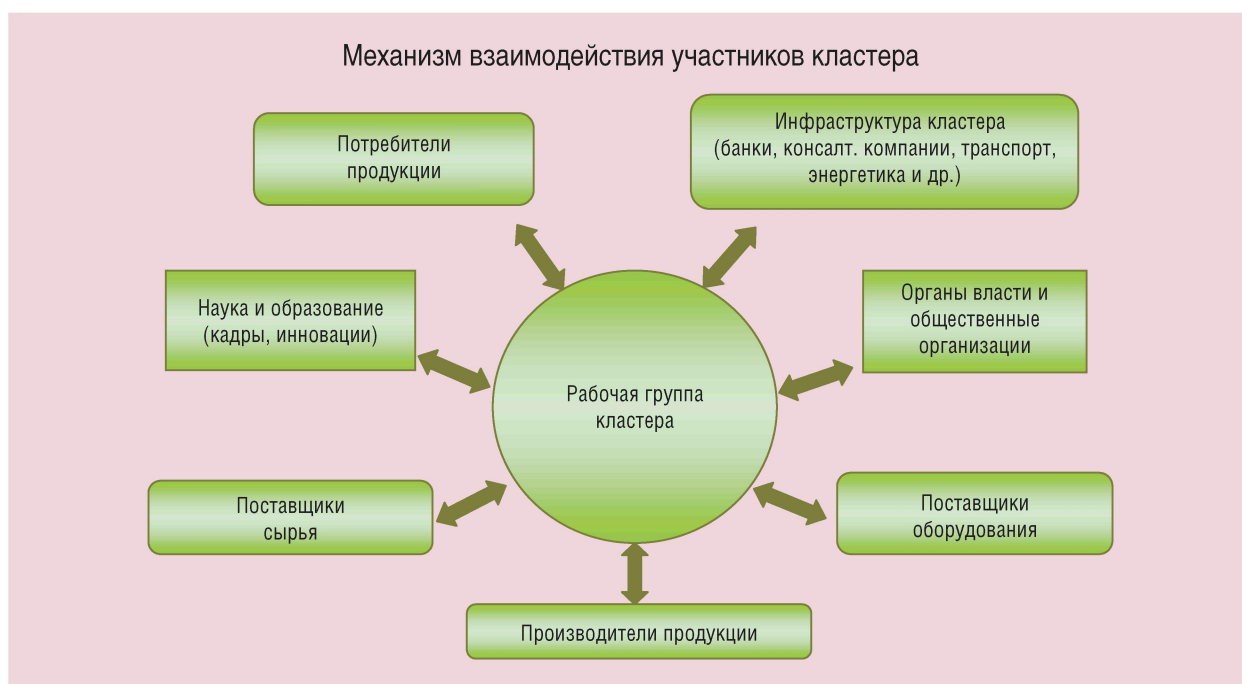 Механизм взаимодействия участников кластера
Потребители
продукции
Инфраструктура кластера
(банки, консалт. компании, транспорт,
энергетика и др.)
Наука и образование
(кадры, инновации)
Органы власти и
общественные
организации
Рабочая группа
кластера
Поставщики
сырья
Поставщики
оборудования
Производители продукции